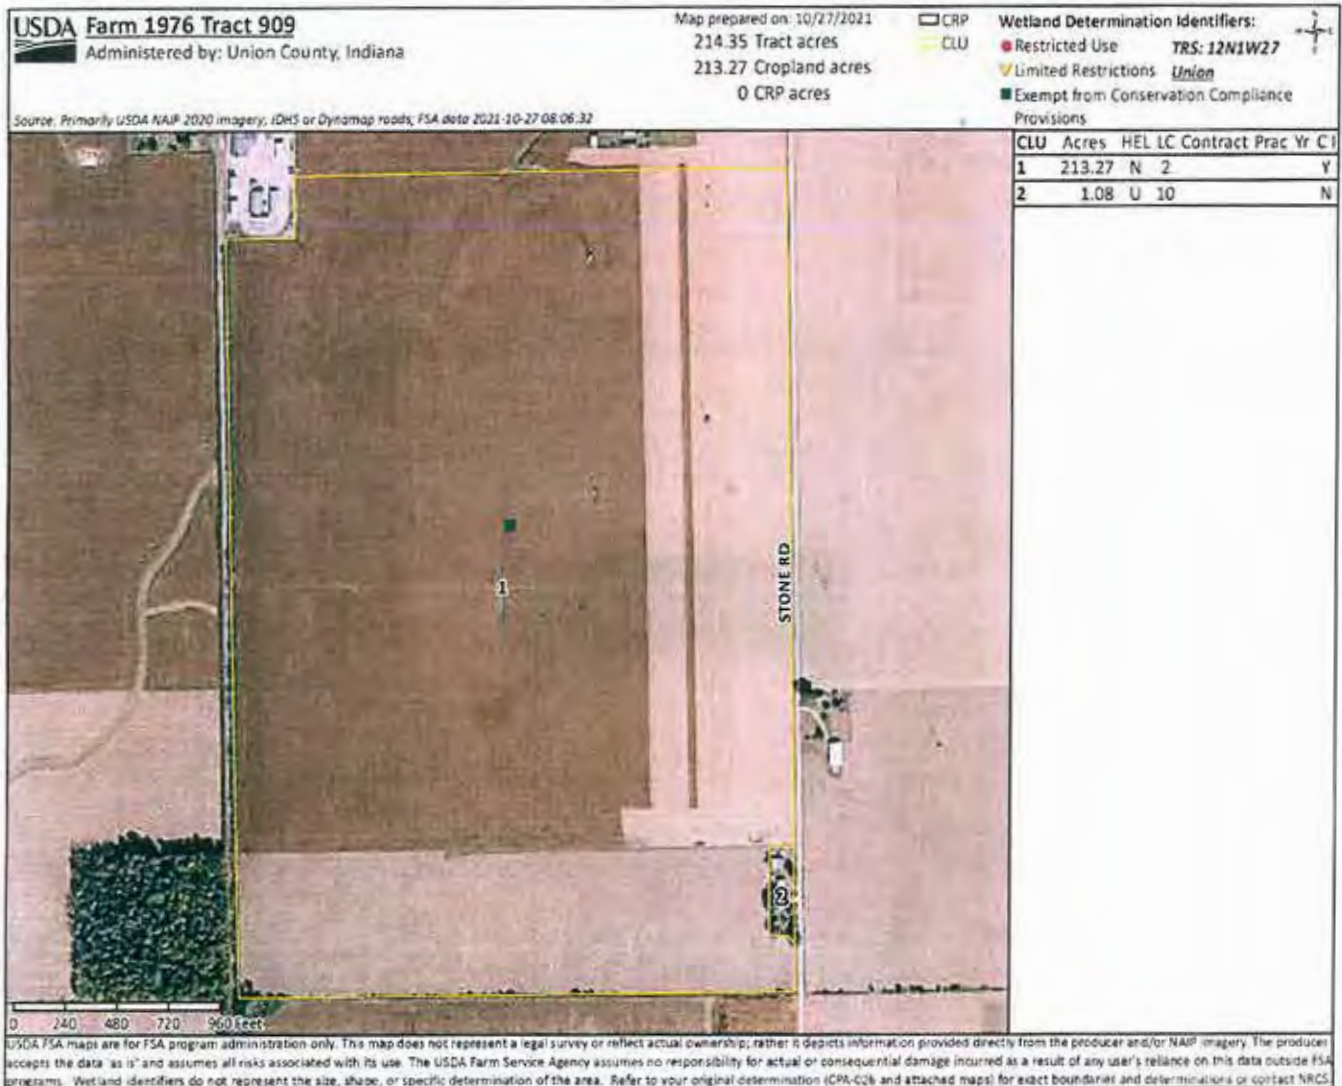 USDA Farm 1976 Tract 909
Administered by: Union County, Indiana
Map prepared on: 10/27/2021
214.35 Tract acres
213.27 Cropland acres
0 CRP acres
CRP
CLU
Wetland Determination Identifiers:
Restricted Use
TRS: 12N1W27
Limited Restrictions
Union
Exempt from Conservation Compliance
Provisions
Source: Primarily USDA NAIP 2020 imagery; IDHS or Dynamap roads; FSA data 2021-10-27 08:06:32
CLU Acres HEL LC Contract Prac Yr C I
1 213.27 N 2 Y
2 1.08 U 10 N
1
STONE RD
2
0 240 480 720 960 Feet
USDA FSA maps are for FSA program administration only. This map does not represent a legal survey or reflect actual ownership; rather it depicts information provided directly from the producer and/or NAIP imagery. The producer
accepts the data 'as is' and assumes all risks associated with its use. The USDA Farm Service Agency assumes no responsibility for actual or consequential damage incurred as a result of any user's reliance on this data outside FSA
programs. Wetland identifiers do not represent the size, shape, or specific determination of the area. Refer to your original determination (CPA-026 and attached maps) for exact boundaries and determinations or contact NRCS.